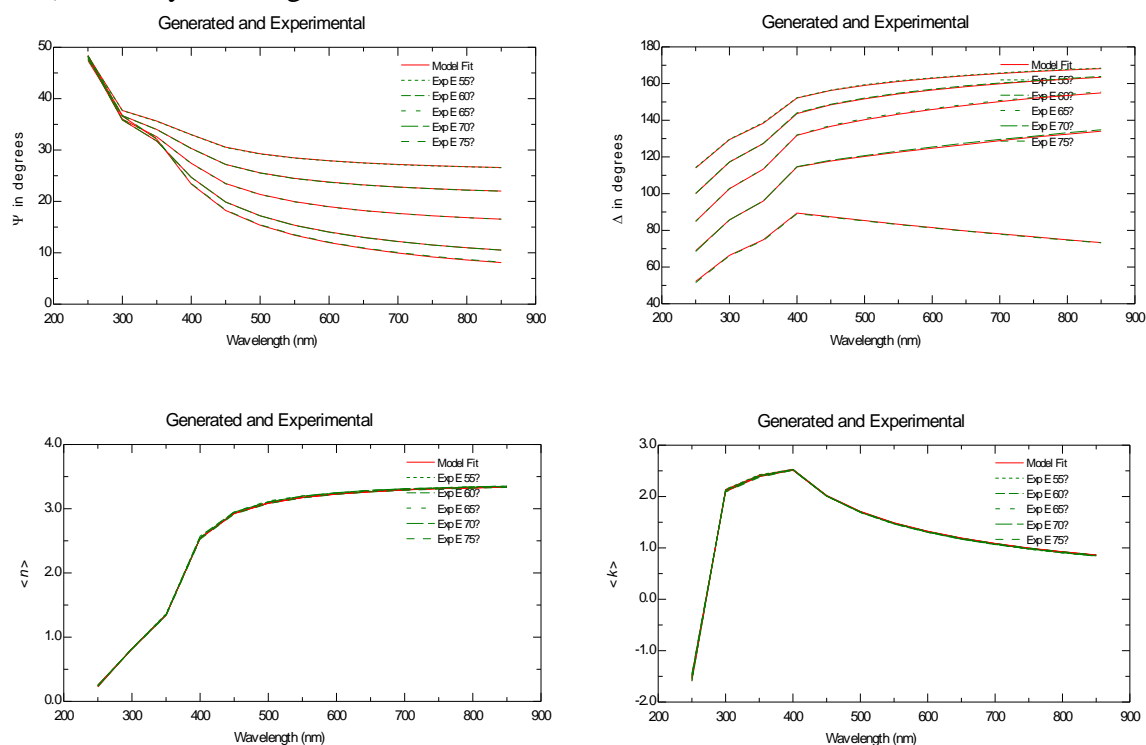 Generated and Experimental
Ψ in degrees
50
40
30
20
10
0
200 300 400 500 600 700 800 900
Wavelength (nm)
Model Fit
Exp E 55?
Exp E 60?
Exp E 65?
Exp E 70?
Exp E 75?
Generated and Experimental
Δ in degrees
180
160
140
120
100
80
60
40
200 300 400 500 600 700 800 900
Wavelength (nm)
Model Fit
Exp E 55?
Exp E 60?
Exp E 65?
Exp E 70?
Exp E 75?
Generated and Experimental
<n>
4.0
3.0
2.0
1.0
0.0
200 300 400 500 600 700 800 900
Wavelength (nm)
Model Fit
Exp E 55?
Exp E 60?
Exp E 65?
Exp E 70?
Exp E 75?
Generated and Experimental
<k>
3.0
2.0
1.0
0.0
-1.0
-2.0
200 300 400 500 600 700 800 900
Wavelength (nm)
Model Fit
Exp E 55?
Exp E 60?
Exp E 65?
Exp E 70?
Exp E 75?